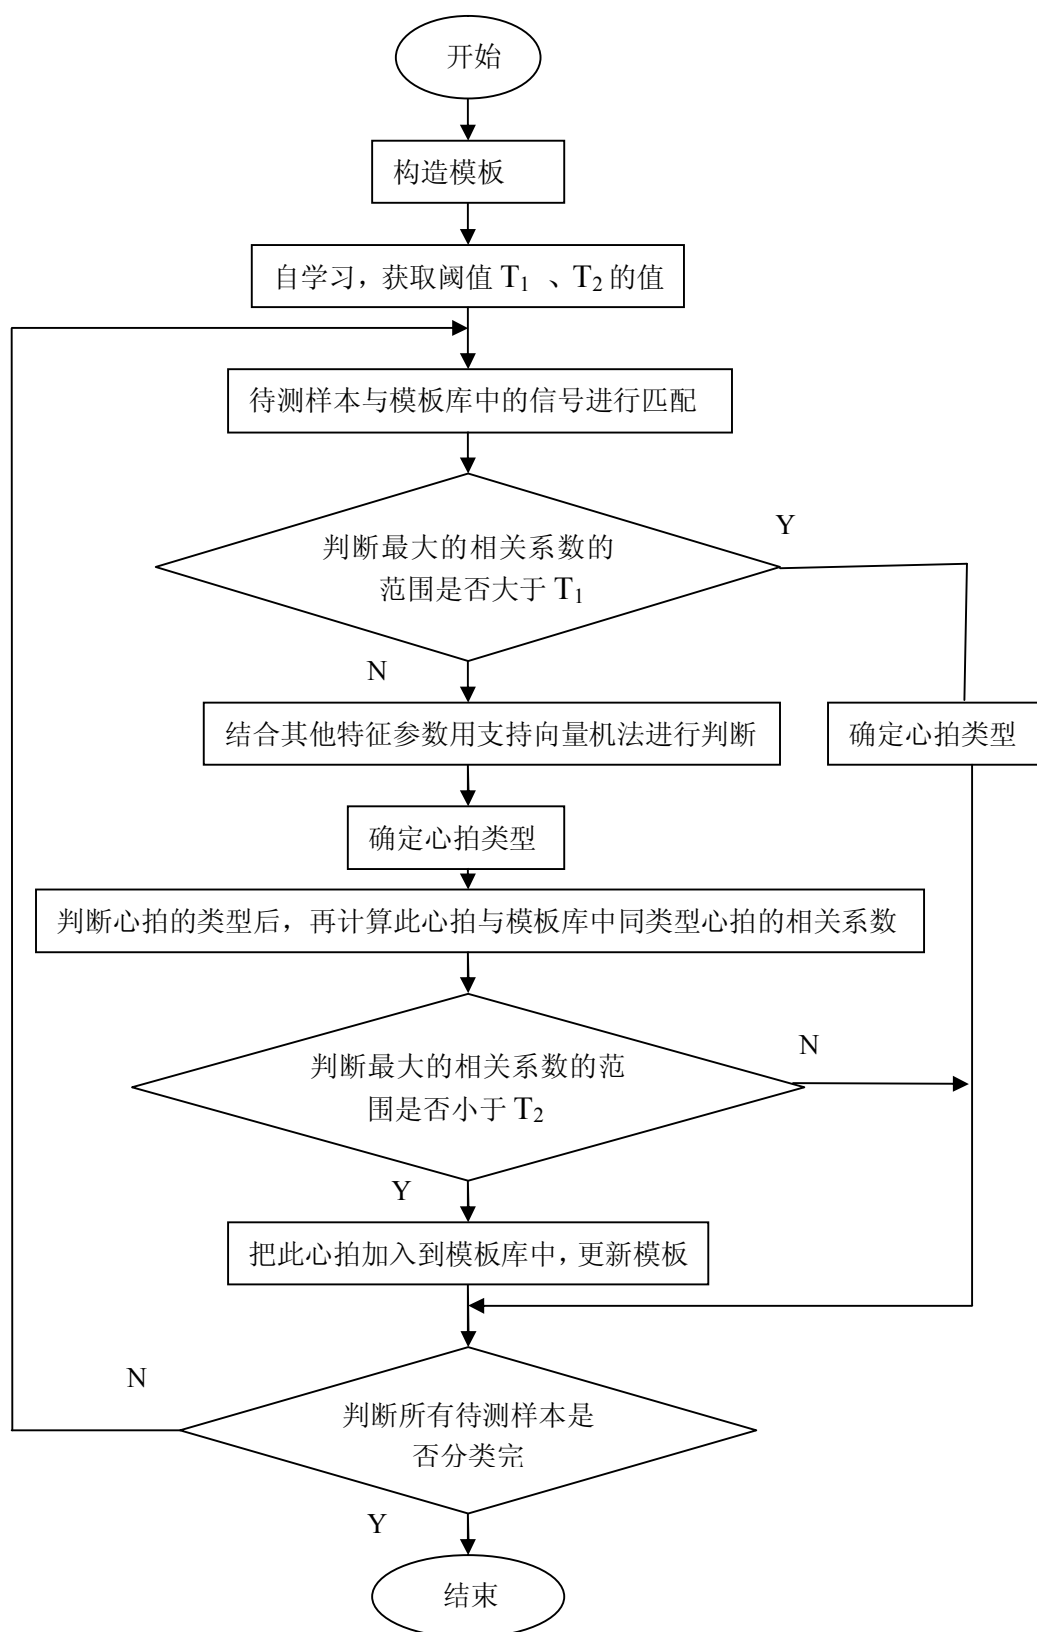 开始
构造模板
自学习,获取阈值 T₁ 、T₂ 的值
待测样本与模板库中的信号进行匹配
Y
判断最大的相关系数的
范围是否大于 T₁
N
结合其他特征参数用支持向量机法进行判断
确定心拍类型
确定心拍类型
判断心拍的类型后,再计算此心拍与模板库中同类型心拍的相关系数
N
判断最大的相关系数的范
围是否小于 T₂
Y
把此心拍加入到模板库中,更新模板
N
判断所有待测样本是
否分类完
Y
结束